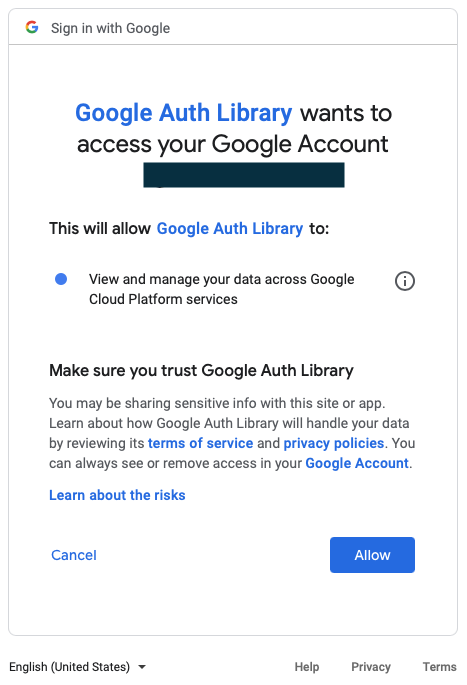 Sign in with Google
Google Auth Library wants to
access your Google Account
This will allow Google Auth Library to:
View and manage your data across Google
Cloud Platform services
Make sure you trust Google Auth Library
You may be sharing sensitive info with this site or app.
Learn about how Google Auth Library will handle your data
by reviewing its terms of service and privacy policies. You
can always see or remove access in your Google Account.
Learn about the risks
Cancel Allow
English (United States) Help Privacy Terms